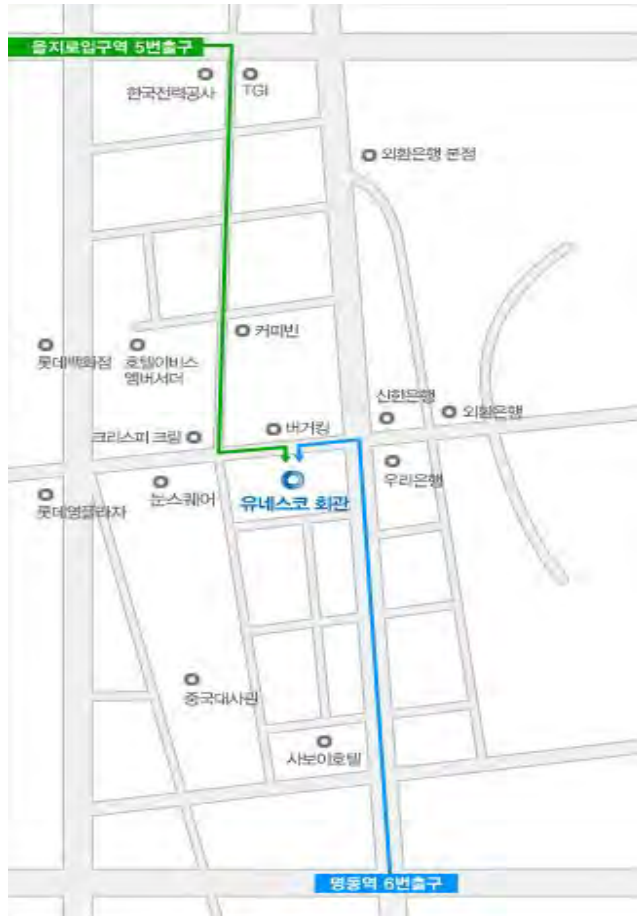 을지로입구역 5번출구
한국전력공사
TGI
외환은행 본점
커피빈
롯데백화점
호텔이비스
엠버서더
신한은행
외환은행
버거킹
크리스피 크림
우리은행
눈스퀘어
유네스코 회관
롯데영플라자
중국대사관
사보이호텔
명동역 6번출구